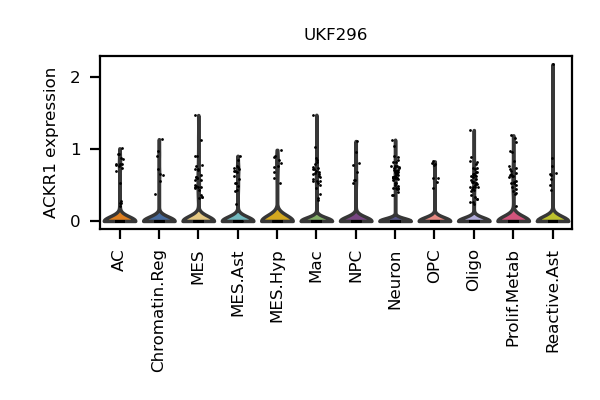 UKF296
ACKR1 expression
2
1
0
AC
Chromatin.Reg
MES
MES.Ast
MES.Hyp
Mac
NPC
Neuron
OPC
Oligo
Prolif.Metab
Reactive.Ast